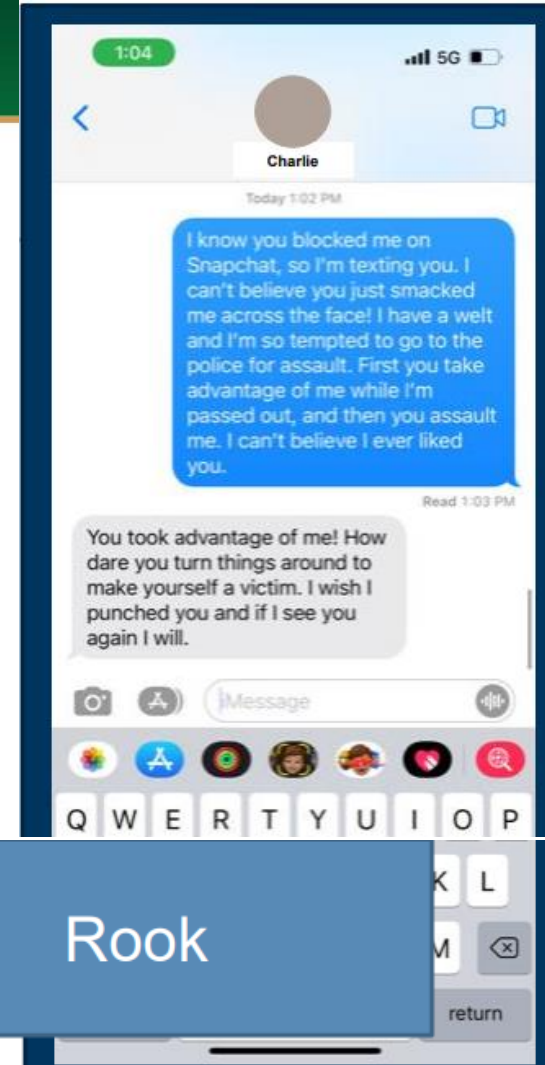 1:04
5G
Charlie
Today 1:02 PM
I know you blocked me on
Snapchat, so I'm texting you. I
can't believe you just smacked
me across the face! I have a welt
and I'm so tempted to go to the
police for assault. First you take
advantage of me while I'm
passed out, and then you assault
me. I can't believe I ever liked
you.
Read 1:03 PM
You took advantage of me! How
dare you turn things around to
make yourself a victim. I wish I
punched you and if I see you
again I will.
iMessage
Q W E R T Y U I O P
K L
Rook
M
return